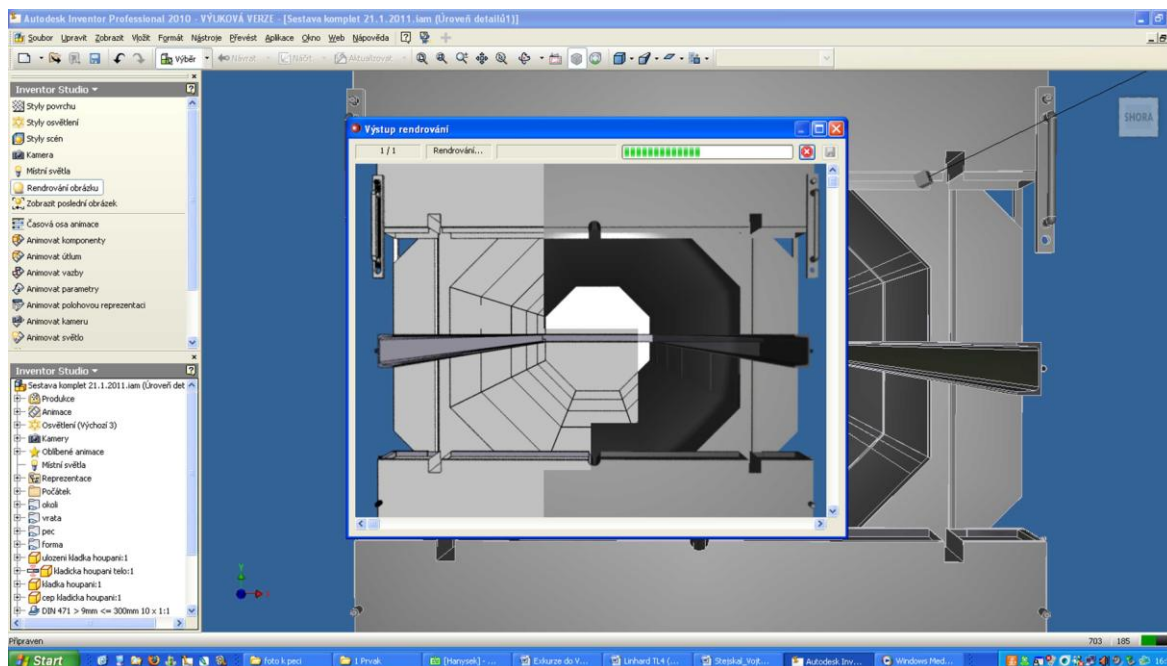 Autodesk Inventor Professional 2010 - VÝUKOVÁ VERZE - [Sestava komplet 21.1.2011.iam (Úroveň detailů1)]
Soubor Upravit Zobrazit Vložit Formát Nástroje Převést Aplikace Okno Web Nápověda
Výběr Návrat Náčrt Aktualizovat
Inventor Studio
Styly povrchu
Styly osvětlení
Styly scén
Kamera
Místní světla
Rendrování obrázku
Zobrazit poslední obrázek
Časová osa animace
Animovat komponenty
Animovat útlum
Animovat vazby
Animovat parametry
Animovat polohovou reprezentaci
Animovat kameru
Animovat světlo
Inventor Studio
Sestava komplet 21.1.2011.iam (Úroveň det
Produkce
Animace
Osvětlení (Výchozí 3)
Kamery
Oblíbené animace
Místní světla
Reprezentace
Počátek
okoli
vrata
pec
forma
ulozeni kladka houpani:1
kladicka houpani telo:1
kladka houpani:1
cep kladicka houpani:1
DIN 471 > 9mm <= 300mm 10 x 1:1
Výstup rendrování
1 / 1 Rendrování...
SHORA
Y
X
Připraven
703 185
Start
foto k peci
1 Prvak
[Hanysek] - ...
Exkurze do V...
Linhard TL4 (...
Stejskal_Vojt...
Autodesk Inv...
Windows Med...